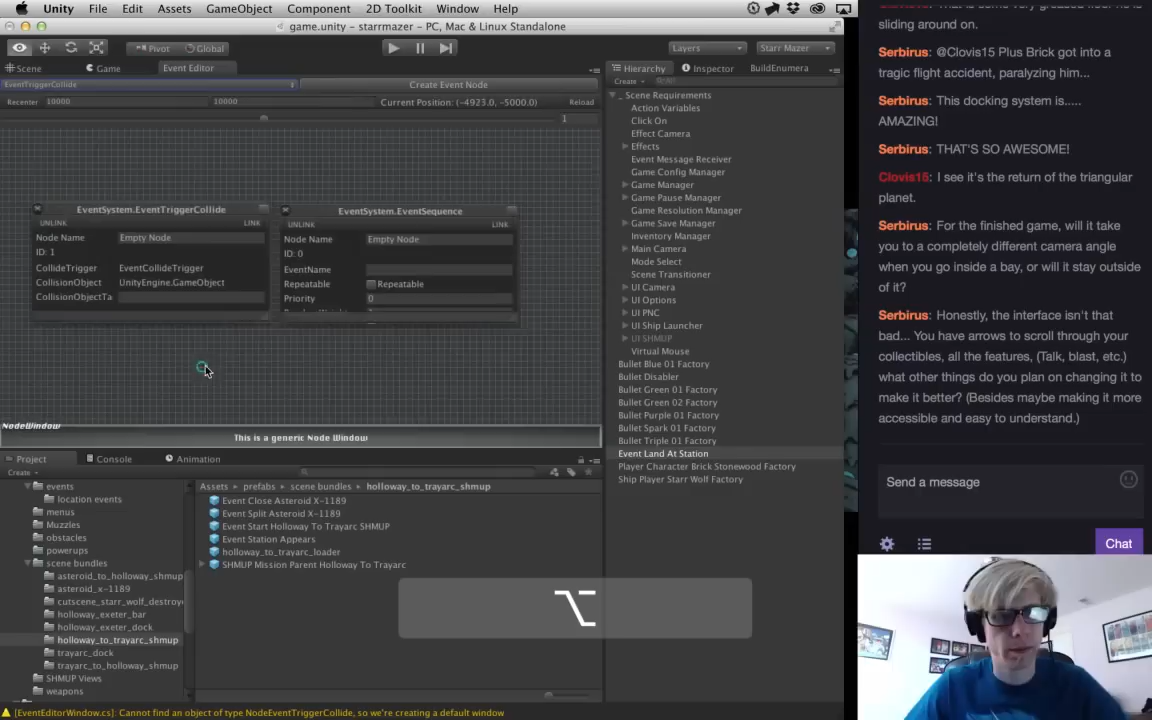 Unity File Edit Assets GameObject Component 2D Toolkit Window Help
game.unity - starrmazer - PC, Mac & Linux Standalone
Pivot Global Layers Starr Mazer
Scene Game Event Editor
EventTriggerCollide Create Event Node
Recenter 10000 10000 Current Position: (-4923.0, -5000.0) Reload
1
EventSystem.EventTriggerCollide
UNLINK LINK
Node Name Empty Node
ID: 1
CollideTrigger EventCollideTrigger
CollisionObject UnityEngine.GameObject
CollisionObjectTa
EventSystem.EventSequence
UNLINK LINK
Node Name Empty Node
ID: 0
EventName
Repeatable Repeatable
Priority 0
NodeWindow
This is a generic Node Window
Hierarchy Inspector BuildEnumera
Create
_ Scene Requirements
Action Variables
Click On
Effect Camera
Effects
Event Message Receiver
Game Config Manager
Game Manager
Game Pause Manager
Game Resolution Manager
Game Save Manager
Inventory Manager
Main Camera
Mode Select
Scene Transitioner
UI Camera
UI Options
UI PNC
UI Ship Launcher
UI SHMUP
Virtual Mouse
Bullet Blue 01 Factory
Bullet Disabler
Bullet Green 01 Factory
Bullet Green 02 Factory
Bullet Purple 01 Factory
Bullet Spark 01 Factory
Bullet Triple 01 Factory
Event Land At Station
Player Character Brick Stonewood Factory
Ship Player Starr Wolf Factory
Project Console Animation
Create
events
location events
menus
Muzzles
obstacles
powerups
scene bundles
asteroid_to_holloway_shmup
asteroid_x-1189
cutscene_starr_wolf_destroy
holloway_exeter_bar
holloway_exeter_dock
holloway_to_trayarc_shmup
trayarc_dock
trayarc_to_holloway_shmup
SHMUP Views
weapons
Assets prefabs scene bundles holloway_to_trayarc_shmup
Event Close Asteroid X-1189
Event Split Asteroid X-1189
Event Start Holloway To Trayarc SHMUP
Event Station Appears
holloway_to_trayarc_loader
SHMUP Mission Parent Holloway To Trayarc
[EventEditorWindow.cs]: Cannot find an object of type NodeEventTriggerCollide, so we're creating a default window
sliding around on.
Serbirus: @Clovis15 Plus Brick got into a
tragic flight accident, paralyzing him...
Serbirus: This docking system is.....
AMAZING!
Serbirus: THAT'S SO AWESOME!
Clovis15: I see it's the return of the triangular
planet.
Serbirus: For the finished game, will it take
you to a completely different camera angle
when you go inside a bay, or will it stay outside
of it?
Serbirus: Honestly, the interface isn't that
bad... You have arrows to scroll through your
collectibles, all the features, (Talk, blast, etc.)
what other things do you plan on changing it to
make it better? (Besides maybe making it more
accessible and easy to understand.)
Send a message
Chat